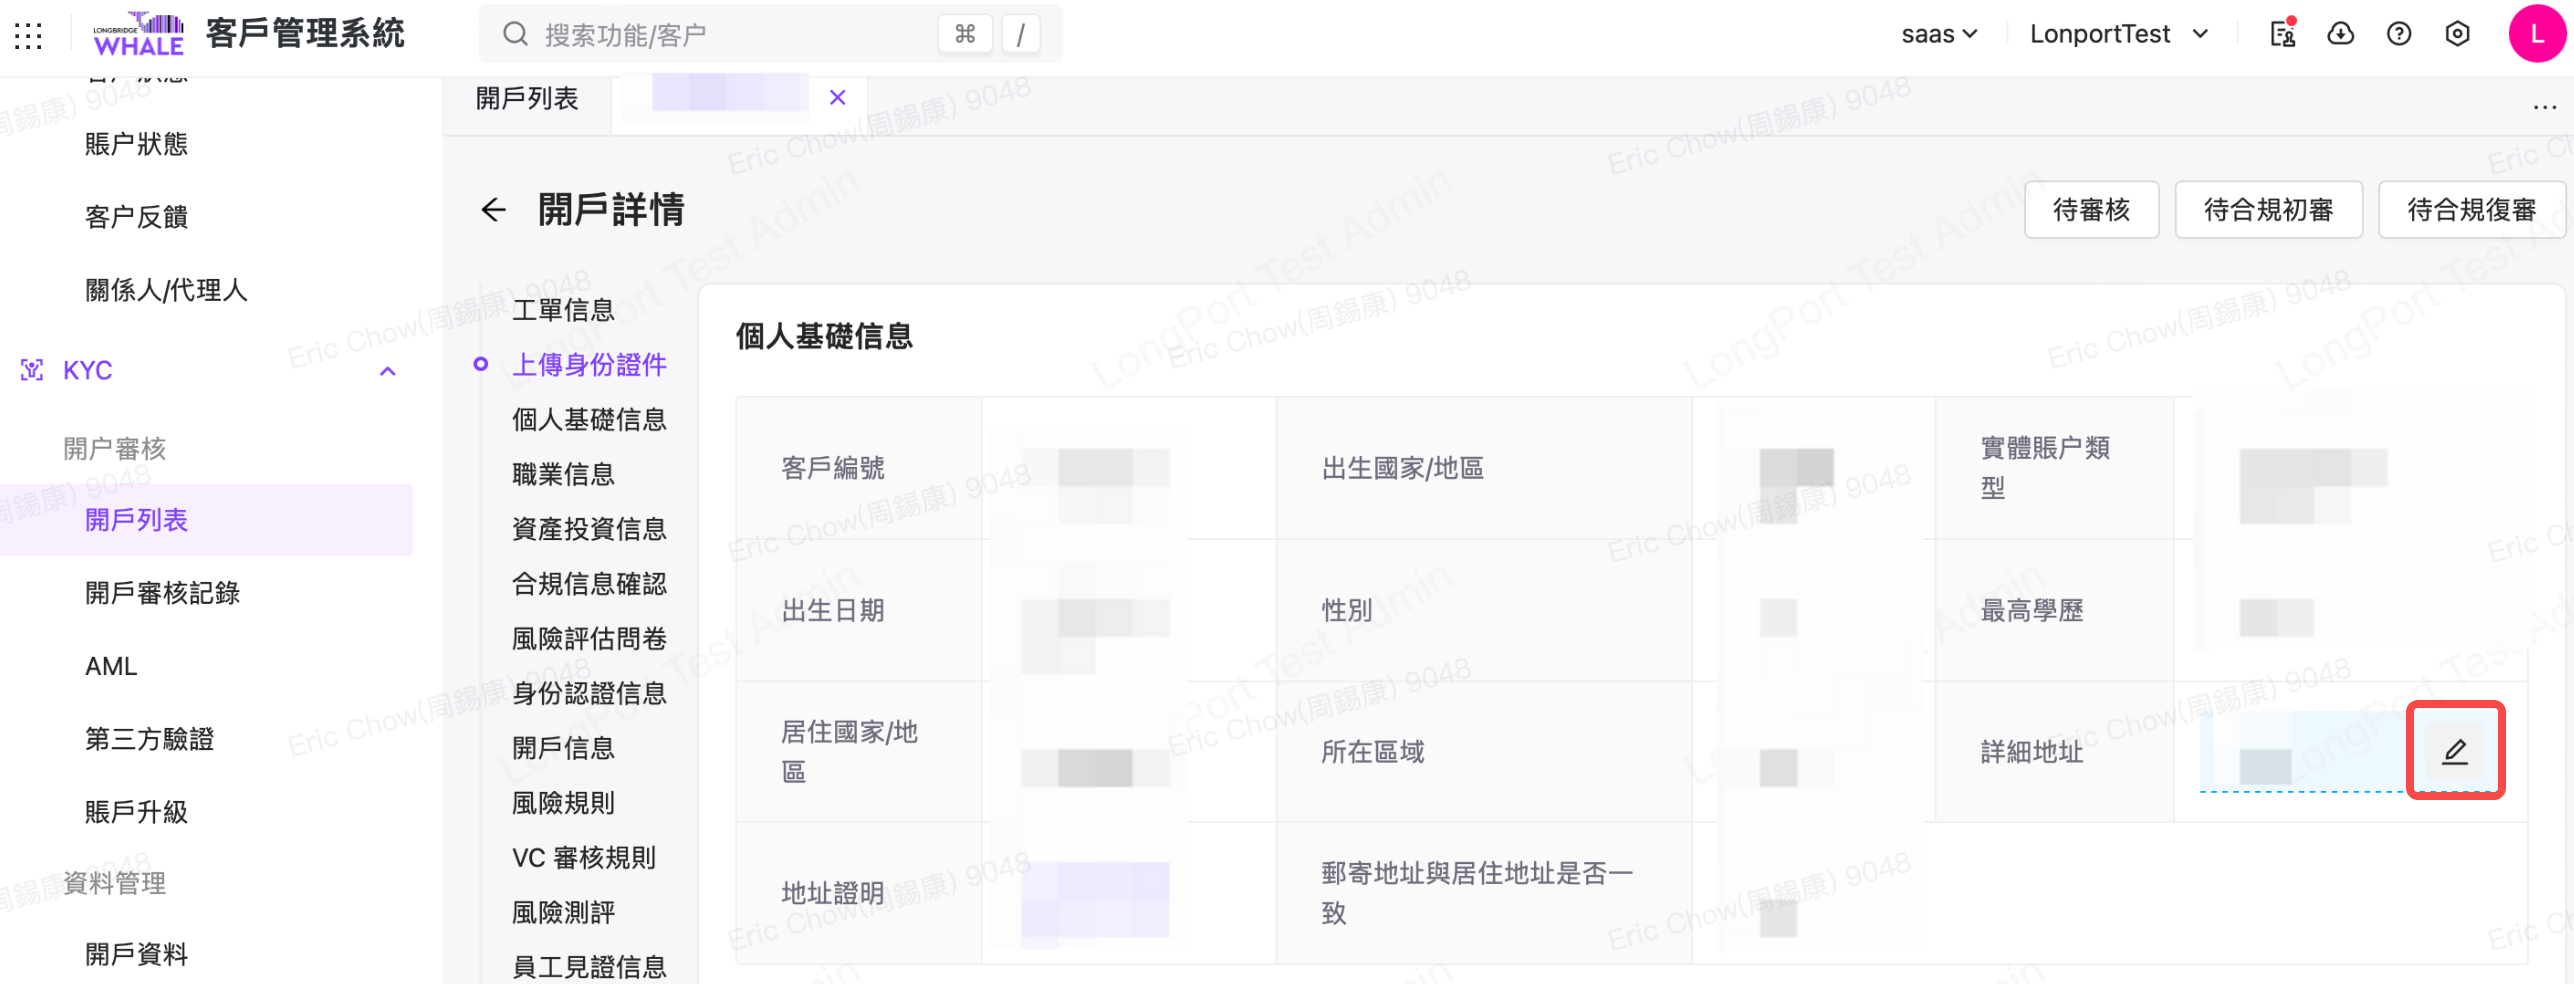 LONGBRIDGE
WHALE
客戶管理系統
搜索功能/客户
⌘ /
saas
LonportTest
L
賬户狀態
客户反饋
關係人/代理人
KYC
開户審核
開戶列表
開戶審核記錄
AML
第三方驗證
賬戶升級
資料管理
開戶資料
開戶列表
開戶詳情
待審核
待合規初審
待合規復審
工單信息
上傳身份證件
個人基礎信息
職業信息
資產投資信息
合規信息確認
風險評估問卷
身份認證信息
開戶信息
風險規則
VC 審核規則
風險測評
員工見證信息
個人基礎信息
客戶編號
出生國家/地區
實體賬户類
型
出生日期
性別
最高學歷
居住國家/地
區
所在區域
詳細地址
地址證明
郵寄地址與居住地址是否一
致
Eric Chow(周錫康) 9048
LongPort Test Admin